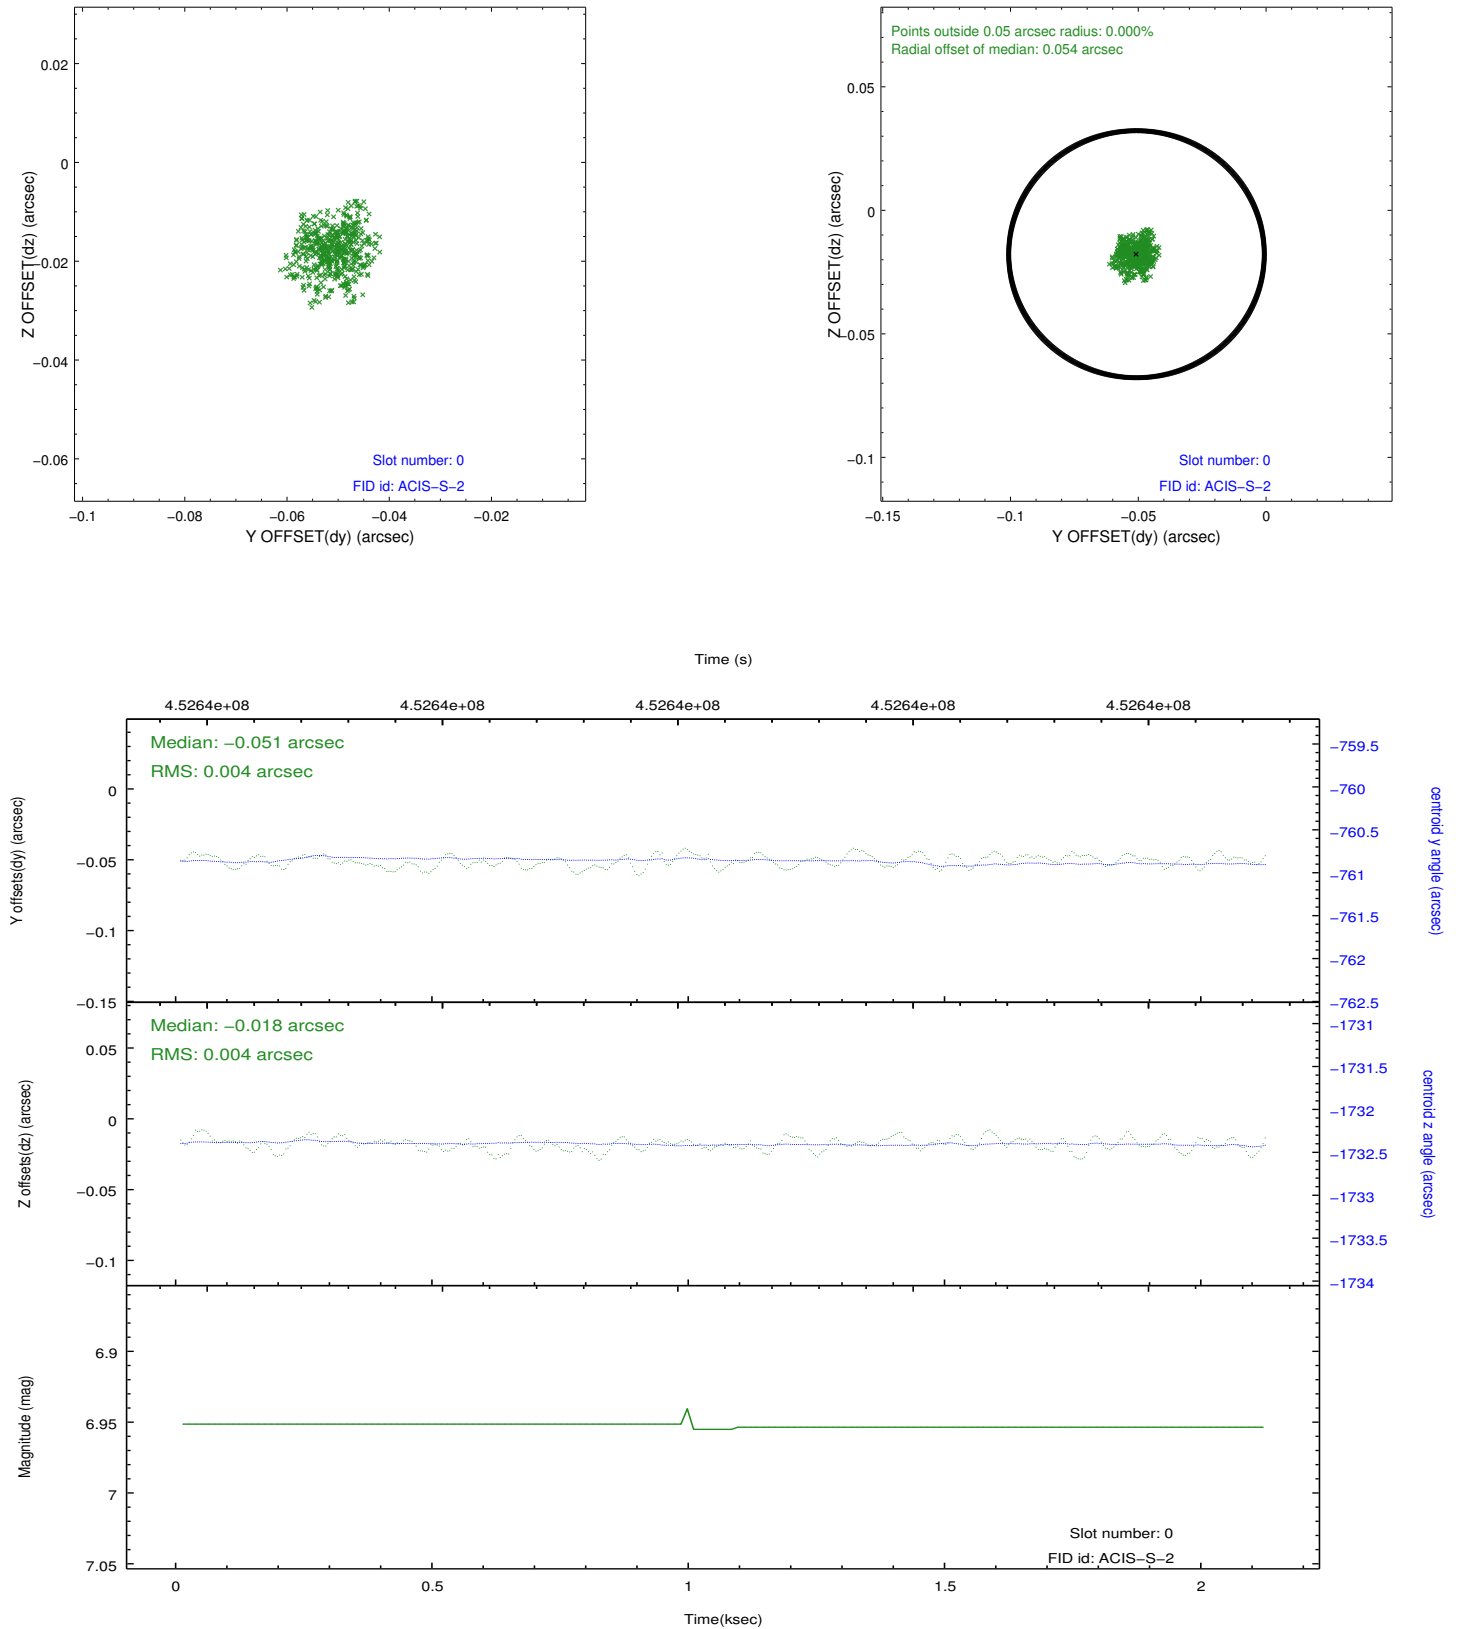 0.02
0
−0.02
−0.04
−0.06
Z OFFSET(dz) (arcsec)
Slot number: 0
FID id: ACIS−S−2
−0.1
−0.08
−0.06
−0.04
−0.02
Y OFFSET(dy) (arcsec)
Points outside 0.05 arcsec radius: 0.000%
Radial offset of median: 0.054 arcsec
0.05
0
−0.05
−0.1
Z OFFSET(dz) (arcsec)
Slot number: 0
FID id: ACIS−S−2
−0.15
−0.1
−0.05
0
Y OFFSET(dy) (arcsec)
Time (s)
4.5264e+08
4.5264e+08
4.5264e+08
4.5264e+08
4.5264e+08
Median: −0.051 arcsec
RMS: 0.004 arcsec
0
−0.05
−0.1
−0.15
Y offsets(dy) (arcsec)
−759.5
−760
−760.5
−761
−761.5
−762
−762.5
centroid y angle (arcsec)
Median: −0.018 arcsec
RMS: 0.004 arcsec
0.05
0
−0.05
−0.1
Z offsets(dz) (arcsec)
−1731
−1731.5
−1732
−1732.5
−1733
−1733.5
−1734
centroid z angle (arcsec)
6.9
6.95
7
7.05
Magnitude (mag)
Slot number: 0
FID id: ACIS−S−2
0
0.5
1
1.5
2
Time(ksec)